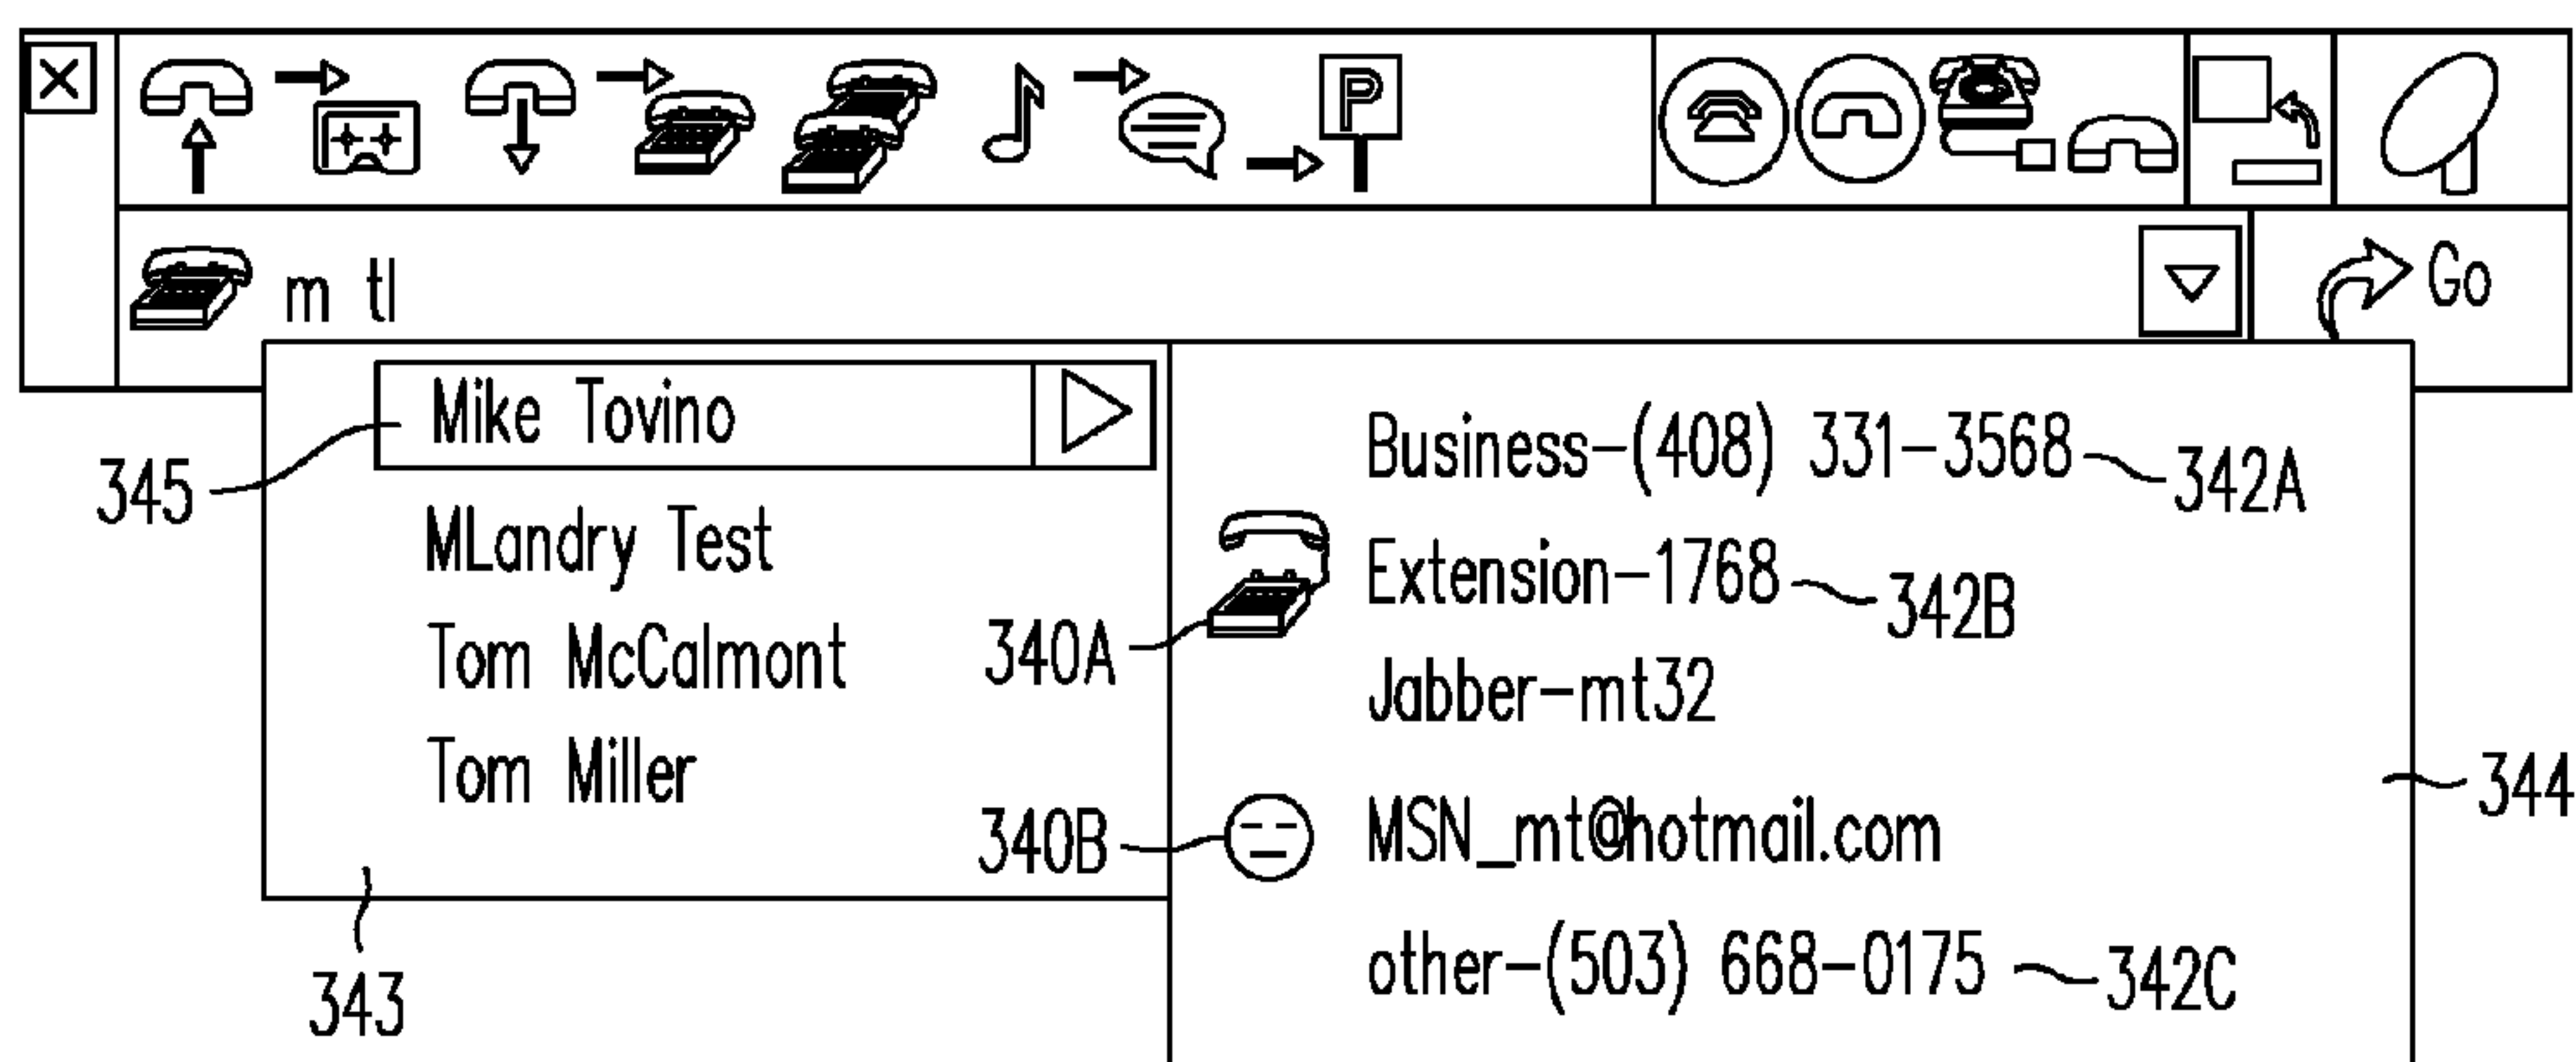 P
m tl
Go
Mike Tovino
345
MLandry Test
Tom McCalmont
Tom Miller
343
Business-(408) 331-3568
342A
340A
Extension-1768
342B
Jabber-mt32
340B
MSN_mt@hotmail.com
344
other-(503) 668-0175
342C